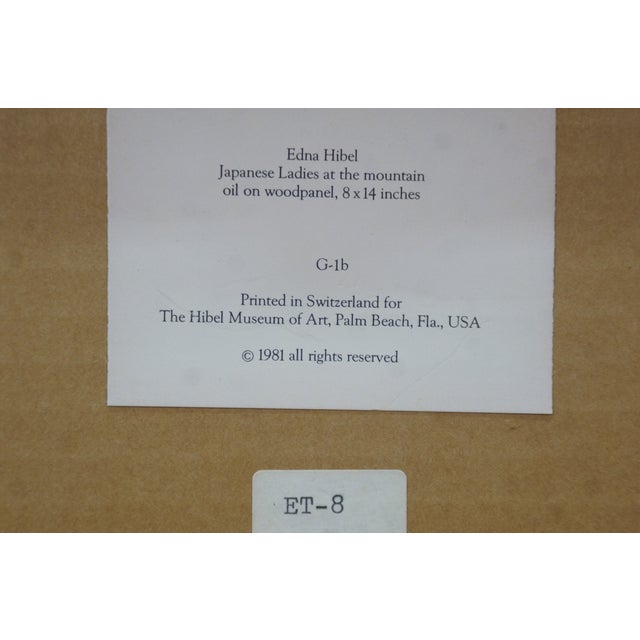 Edna Hibel
Japanese Ladies at the mountain
oil on woodpanel, 8 x 14 inches
G-1b
Printed in Switzerland for
The Hibel Museum of Art, Palm Beach, Fla., USA
© 1981 all rights reserved
ET-8